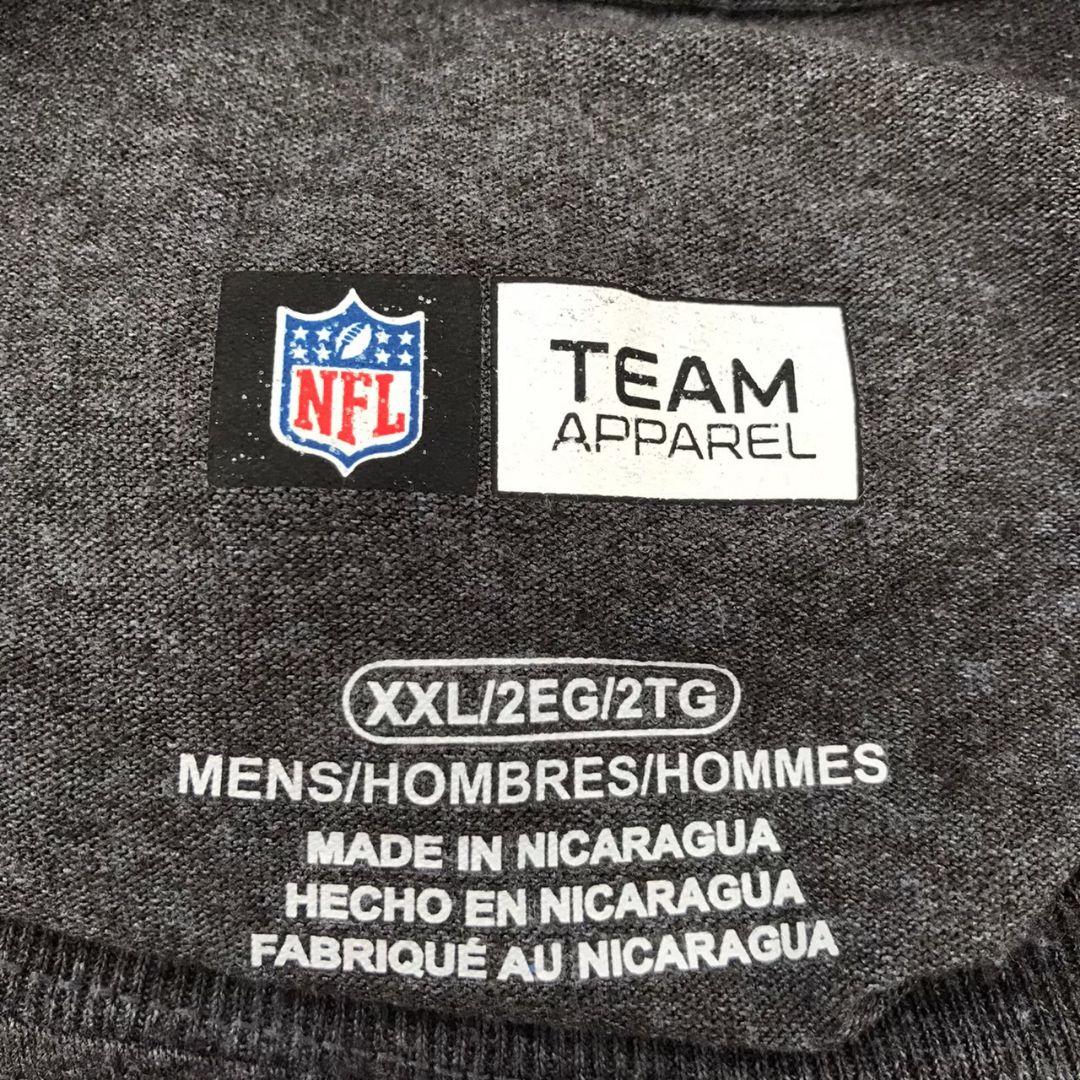 NFL
TEAM
APPAREL
XXL/2EG/2TG
MENS/HOMBRES/HOMMES
MADE IN NICARAGUA
HECHO EN NICARAGUA
FABRIQUÉ AU NICARAGUA